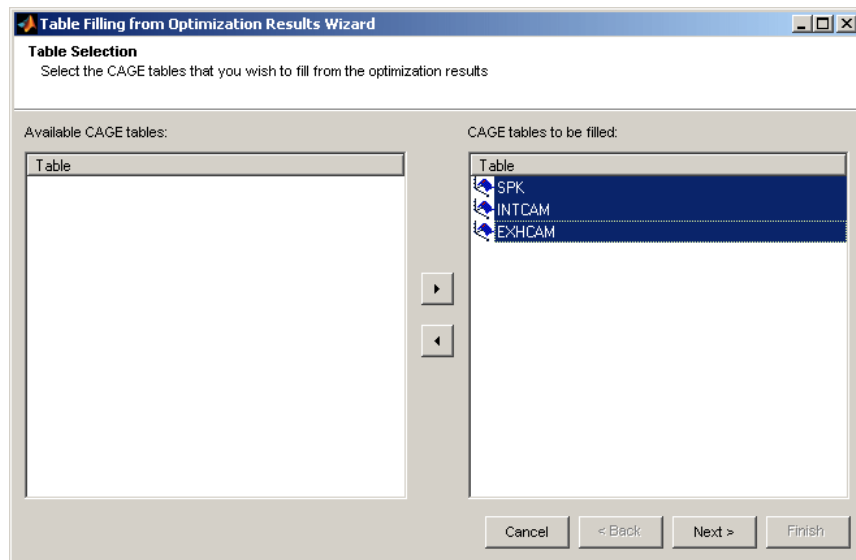 Table Filling from Optimization Results Wizard
Table Selection
Select the CAGE tables that you wish to fill from the optimization results
Available CAGE tables:
Table
CAGE tables to be filled:
Table
SPK
INTCAM
EXHCAM
Cancel
< Back
Next >
Finish